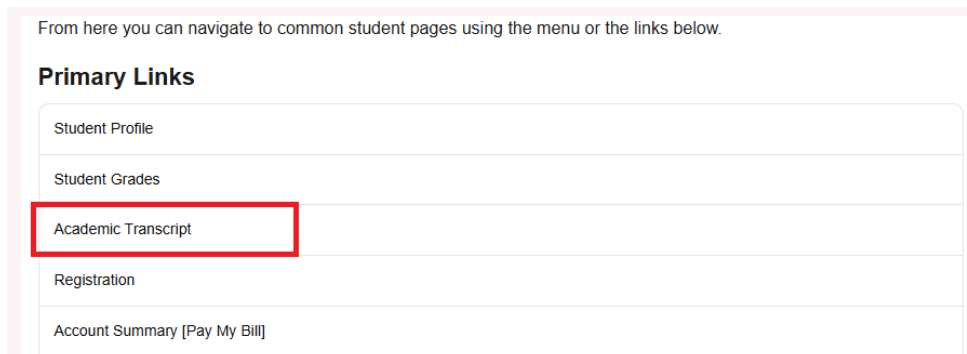 From here you can navigate to common student pages using the menu or the links below.
Primary Links
Student Profile
Student Grades
Academic Transcript
Registration
Account Summary [Pay My Bill]